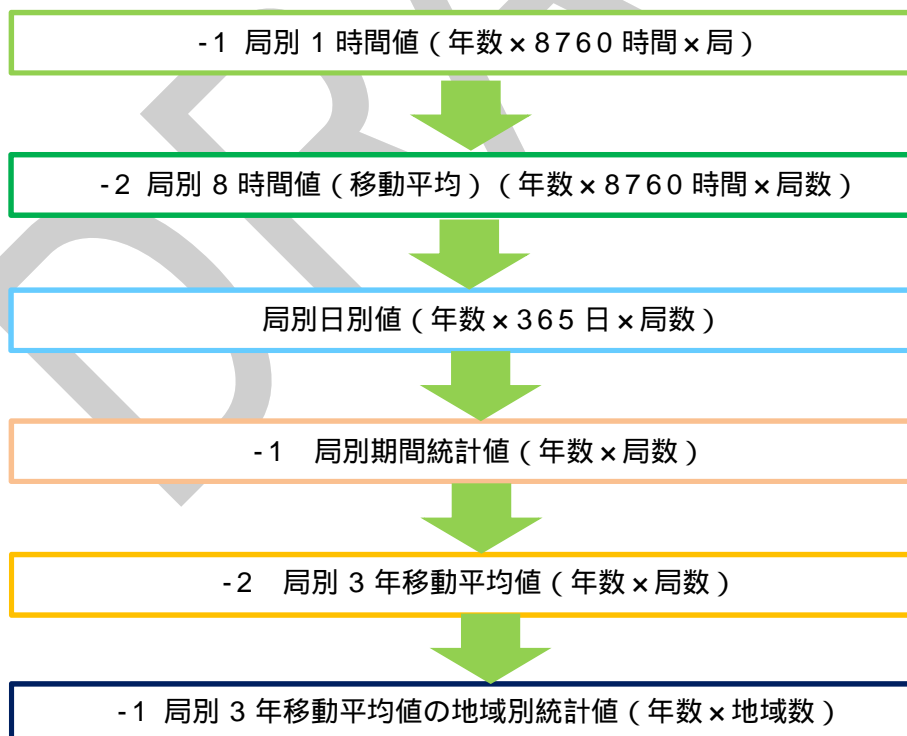 -1 局別 1 時間値（年数×8760 時間×局）
-2 局別 8 時間値（移動平均）（年数×8760 時間×局数）
局別日別値（年数×365 日×局数）
-1 局別期間統計値（年数×局数）
-2 局別 3 年移動平均値（年数×局数）
-1 局別 3 年移動平均値の地域別統計値（年数×地域数）